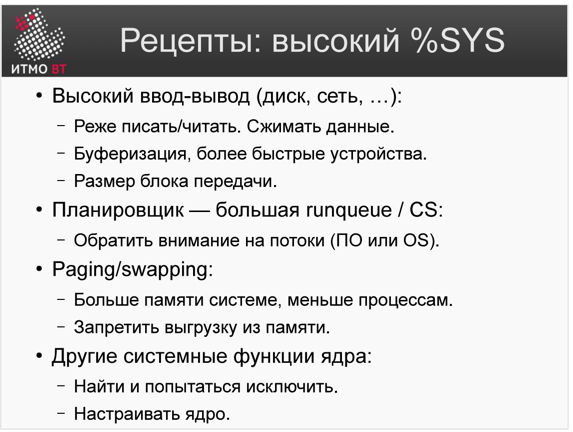 ИТМО ВТ
Рецепты: высокий %SYS
• Высокий ввод-вывод (диск, сеть, …):
– Реже писать/читать. Сжимать данные.
– Буферизация, более быстрые устройства.
– Размер блока передачи.
• Планировщик — большая runqueue / CS:
– Обратить внимание на потоки (ПО или OS).
• Paging/swapping:
– Больше памяти системе, меньше процессам.
– Запретить выгрузку из памяти.
• Другие системные функции ядра:
– Найти и попытаться исключить.
– Настраивать ядро.